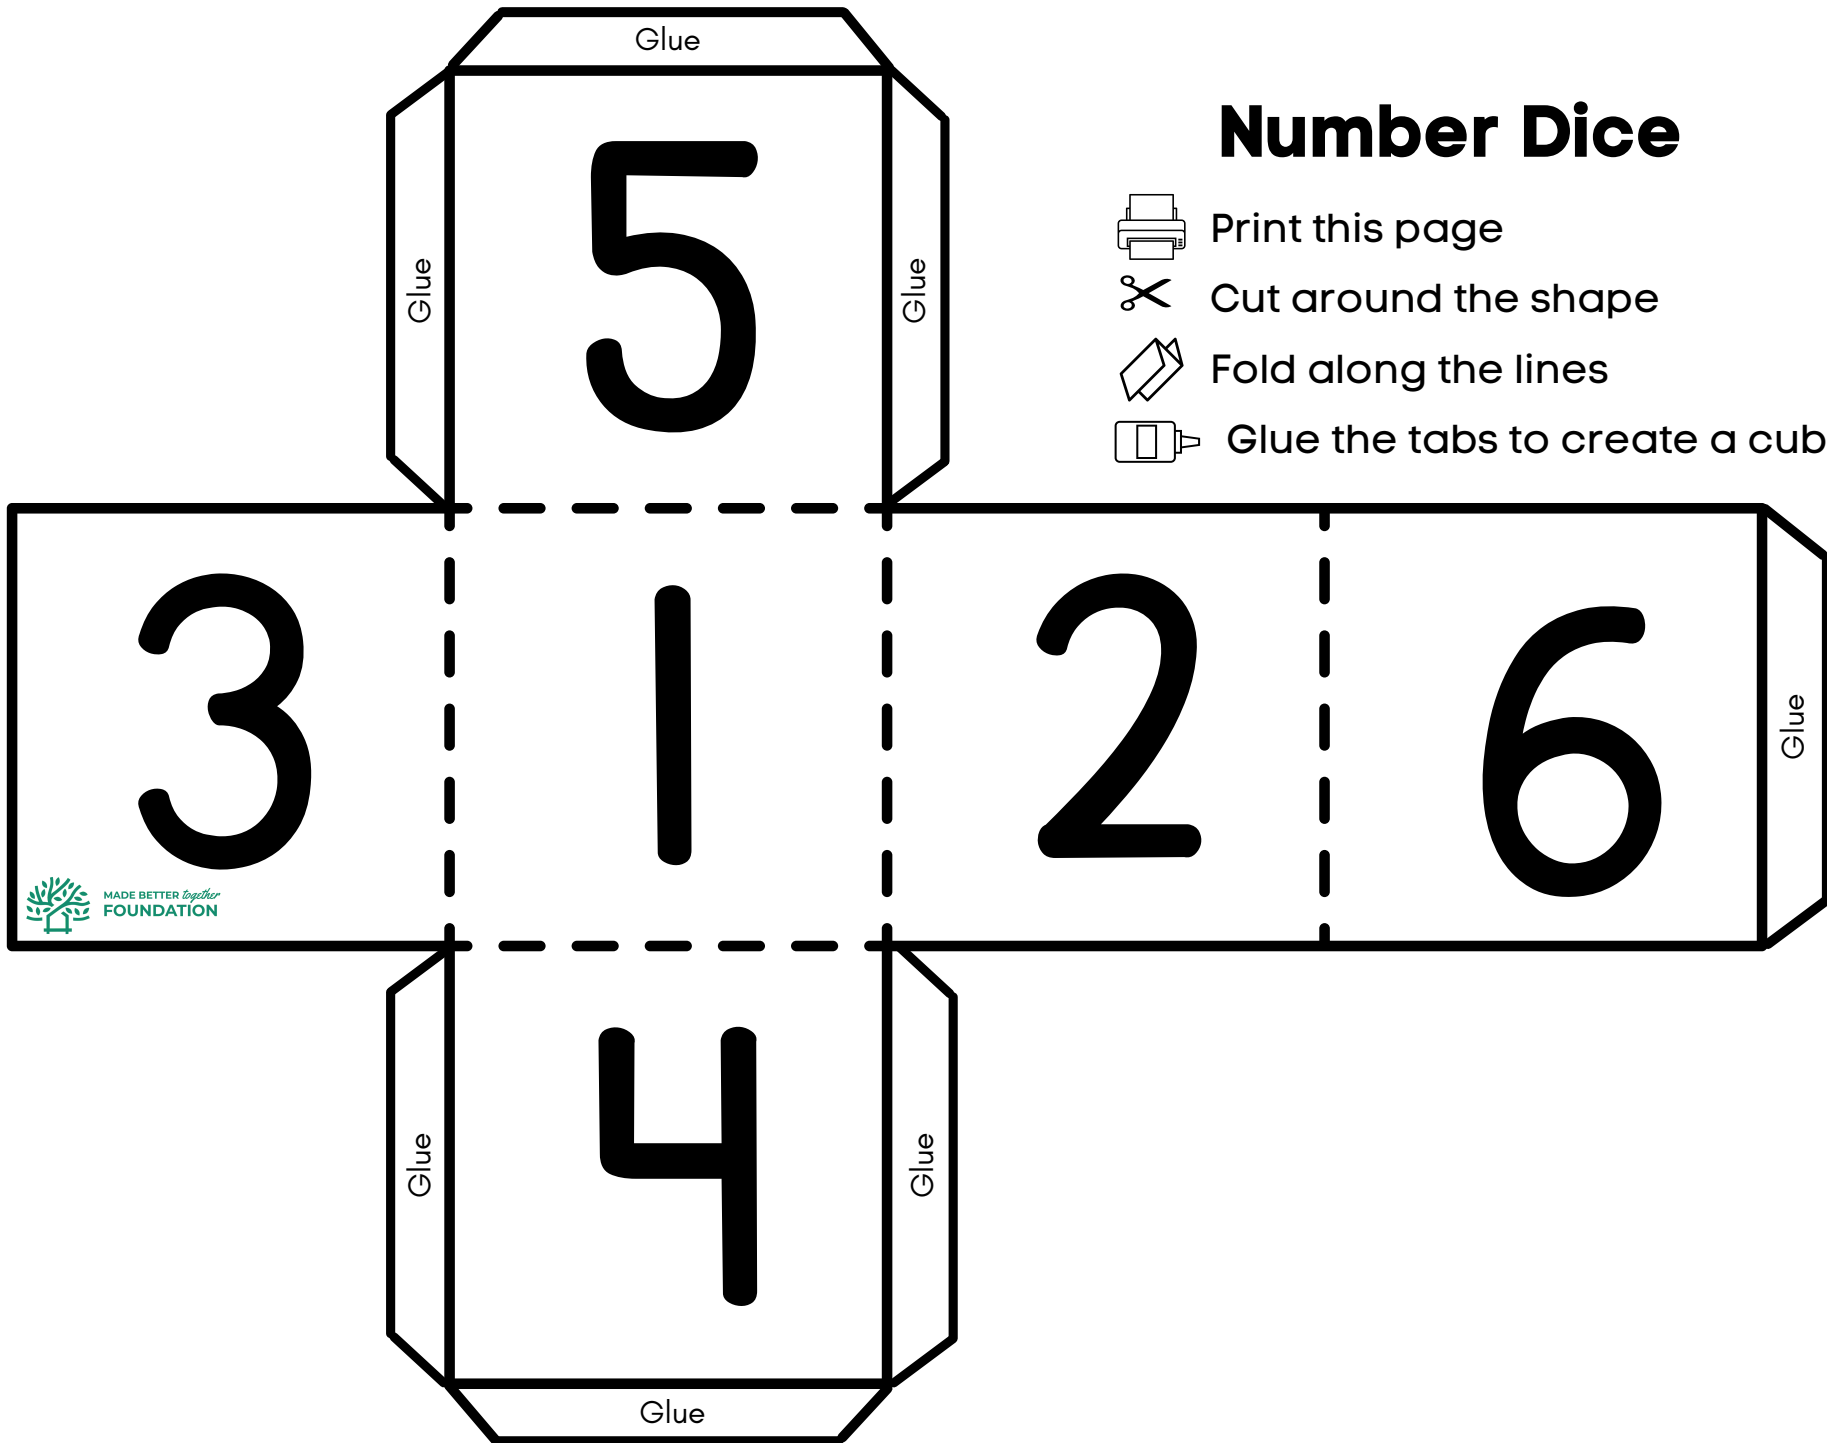 Glue
Number Dice
5
Glue
Glue
Print this page
Cut around the shape
Fold along the lines
Glue the tabs to create a cub
3
1
2
6
Glue
MADE BETTER together
FOUNDATION
4
Glue
Glue
Glue